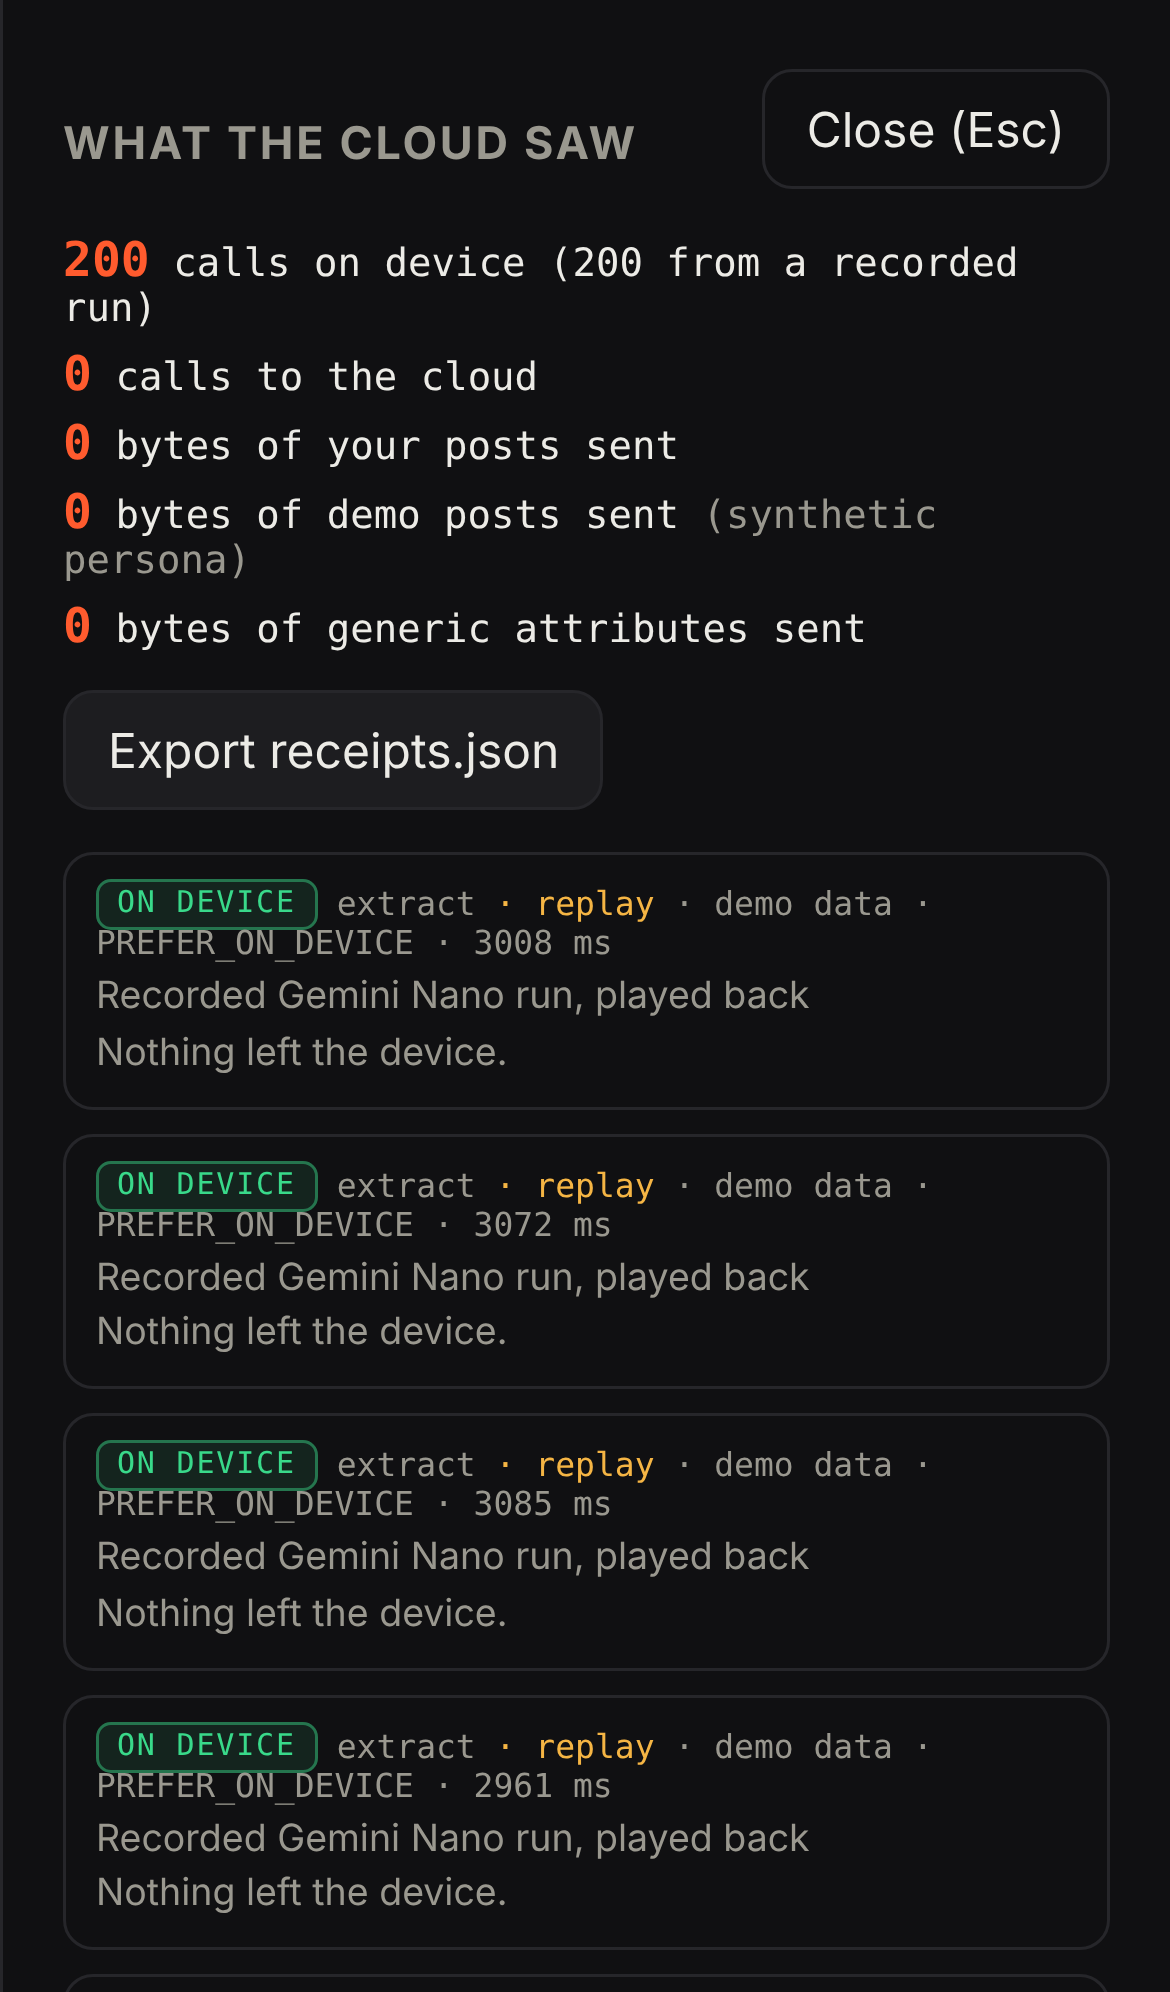 WHAT THE CLOUD SAW
Close (Esc)
200 calls on device (200 from a recorded
run)
0 calls to the cloud
0 bytes of your posts sent
0 bytes of demo posts sent (synthetic
persona)
0 bytes of generic attributes sent
Export receipts.json
ON DEVICE extract · replay · demo data ·
PREFER_ON_DEVICE · 3008 ms
Recorded Gemini Nano run, played back
Nothing left the device.
ON DEVICE extract · replay · demo data ·
PREFER_ON_DEVICE · 3072 ms
Recorded Gemini Nano run, played back
Nothing left the device.
ON DEVICE extract · replay · demo data ·
PREFER_ON_DEVICE · 3085 ms
Recorded Gemini Nano run, played back
Nothing left the device.
ON DEVICE extract · replay · demo data ·
PREFER_ON_DEVICE · 2961 ms
Recorded Gemini Nano run, played back
Nothing left the device.